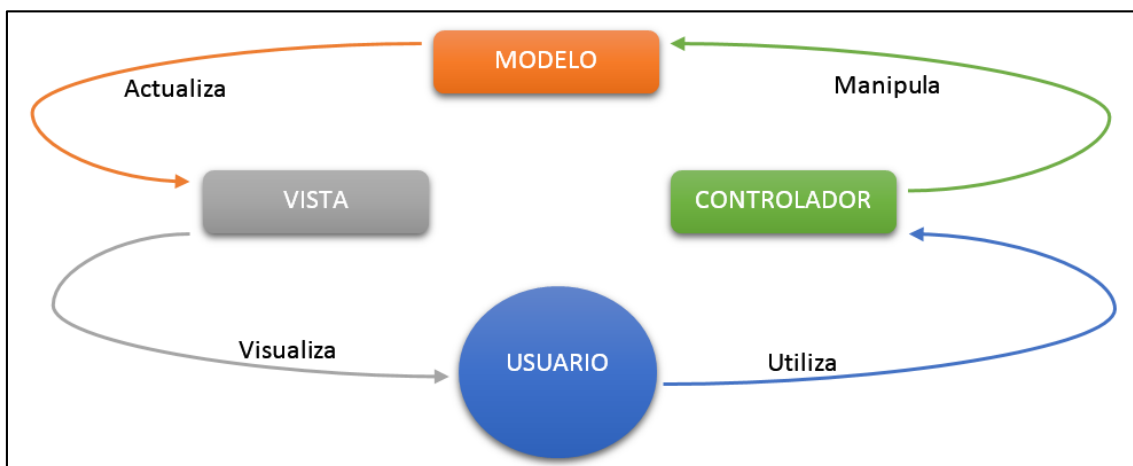 MODELO
Actualiza
Manipula
VISTA
CONTROLADOR
Visualiza
USUARIO
Utiliza